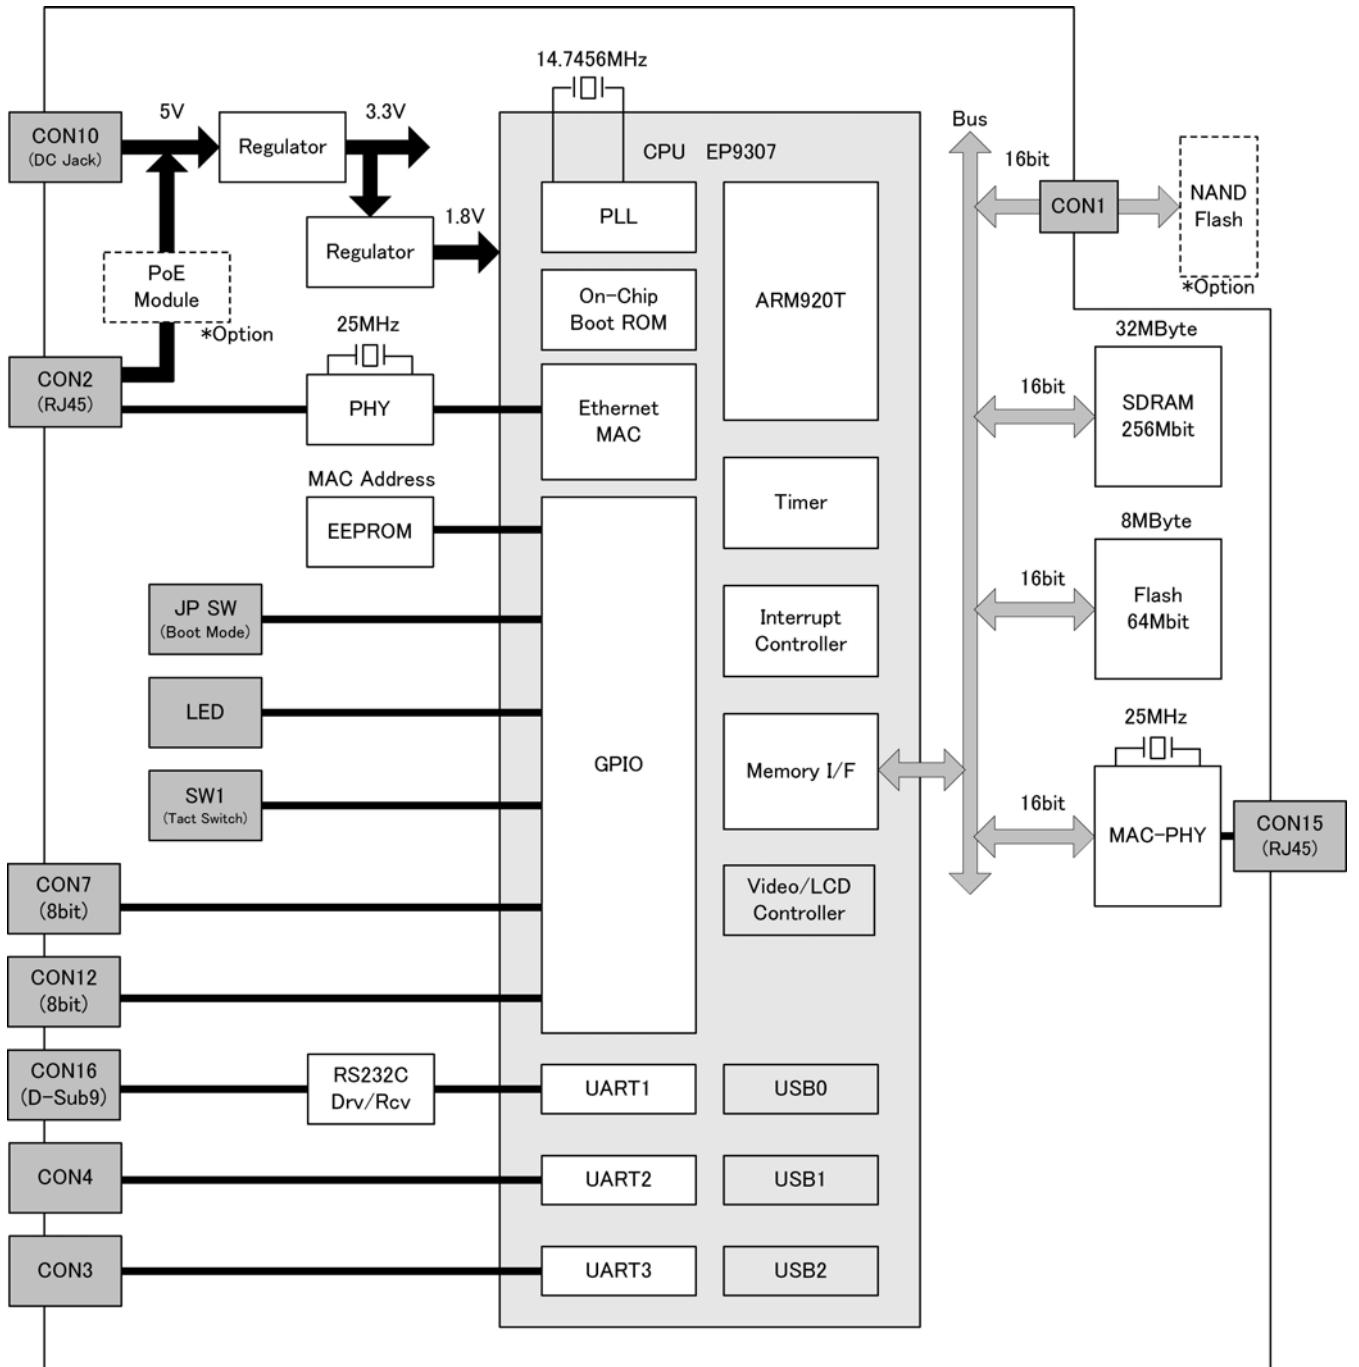 14.7456MHz
CON10
(DC Jack)
5V
Regulator
3.3V
CPU EP9307
Bus
16bit
CON1
NAND
Flash
*Option
PLL
ARM920T
Regulator
1.8V
PoE
Module
*Option
On-Chip
Boot ROM
25MHz
CON2
(RJ45)
PHY
Ethernet
MAC
32MByte
16bit
SDRAM
256Mbit
MAC Address
EEPROM
Timer
8MByte
16bit
Flash
64Mbit
JP SW
(Boot Mode)
Interrupt
Controller
LED
GPIO
Memory I/F
25MHz
SW1
(Tact Switch)
16bit
MAC-PHY
CON15
(RJ45)
CON7
(8bit)
Video/LCD
Controller
CON12
(8bit)
CON16
(D-Sub9)
RS232C
Drv/Rcv
UART1
USB0
CON4
UART2
USB1
CON3
UART3
USB2